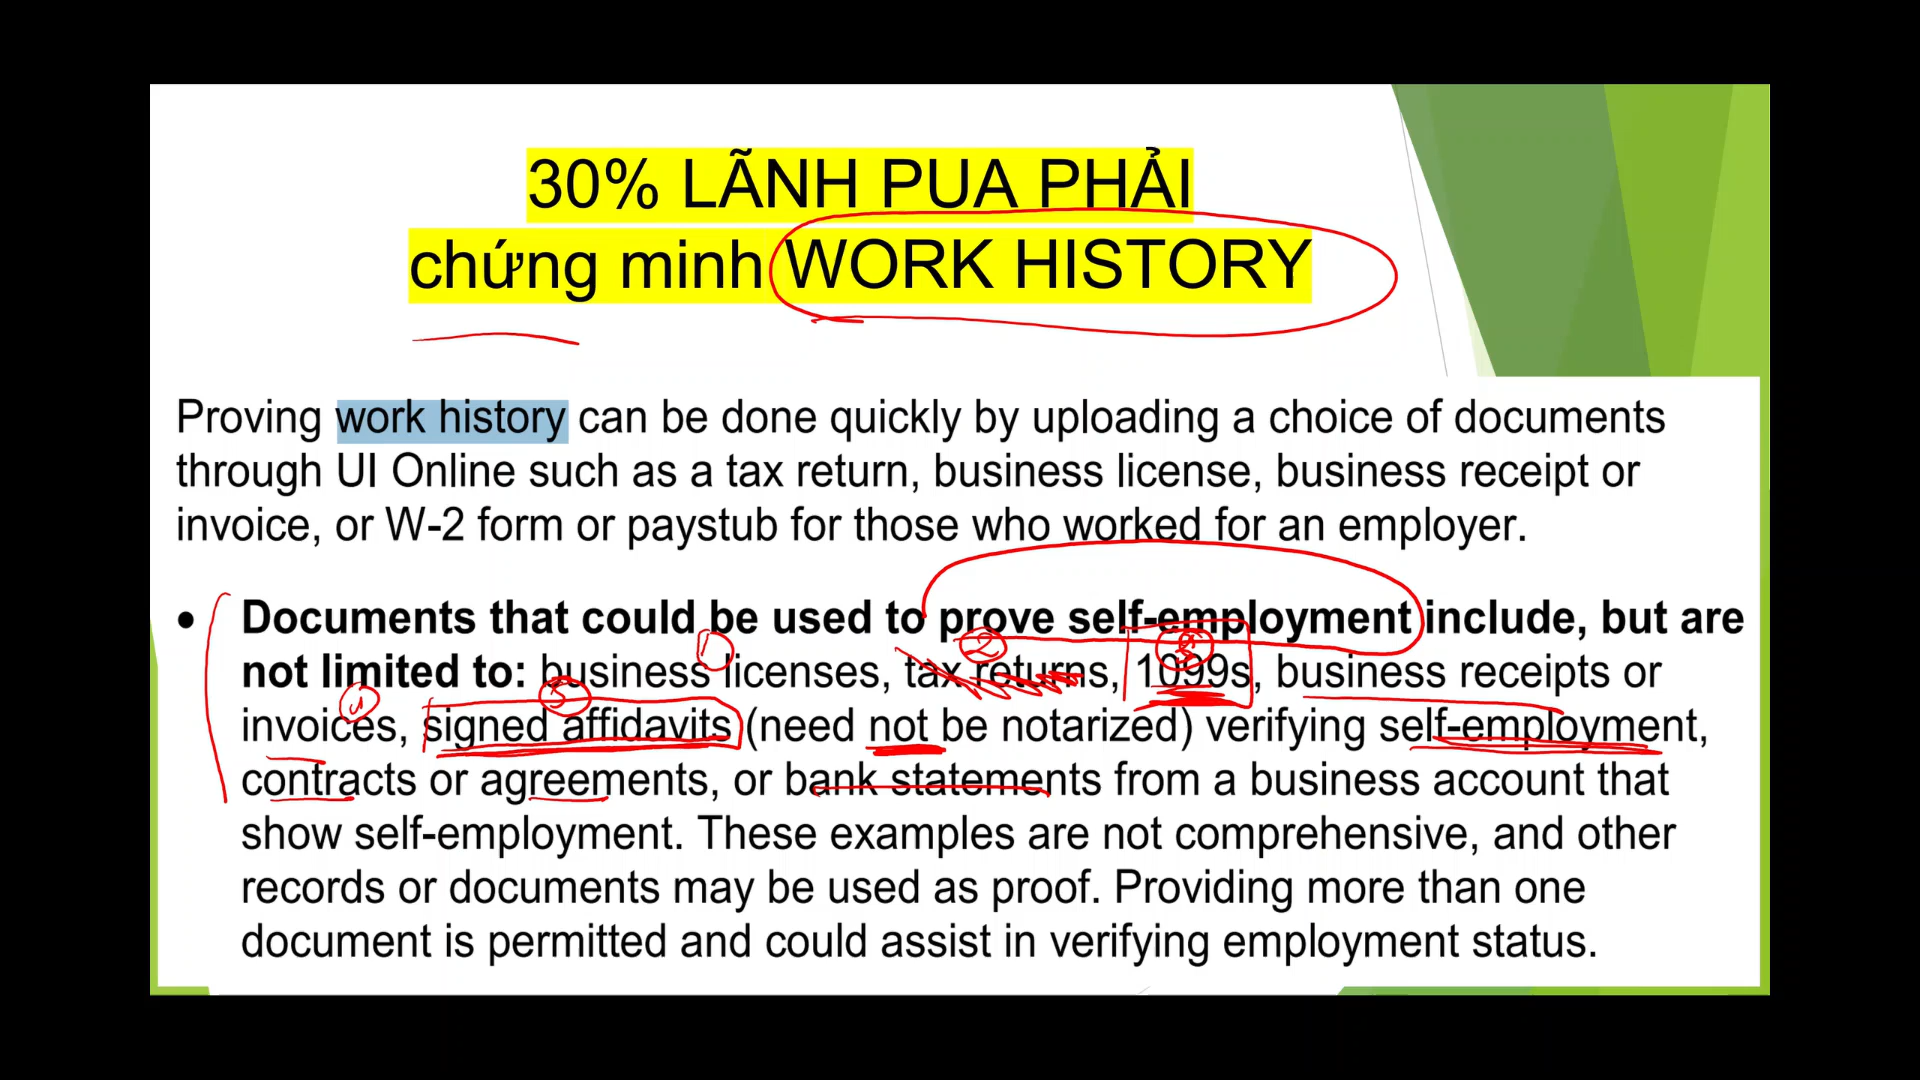 30% LÃNH PUA PHẢI
chứng minh WORK HISTORY
Proving work history can be done quickly by uploading a choice of documents
through UI Online such as a tax return, business license, business receipt or
invoice, or W-2 form or paystub for those who worked for an employer.
• Documents that could be used to prove self-employment include, but are
not limited to: business licenses, tax returns, 1099s, business receipts or
invoices, signed affidavits (need not be notarized) verifying self-employment,
contracts or agreements, or bank statements from a business account that
show self-employment. These examples are not comprehensive, and other
records or documents may be used as proof. Providing more than one
document is permitted and could assist in verifying employment status.